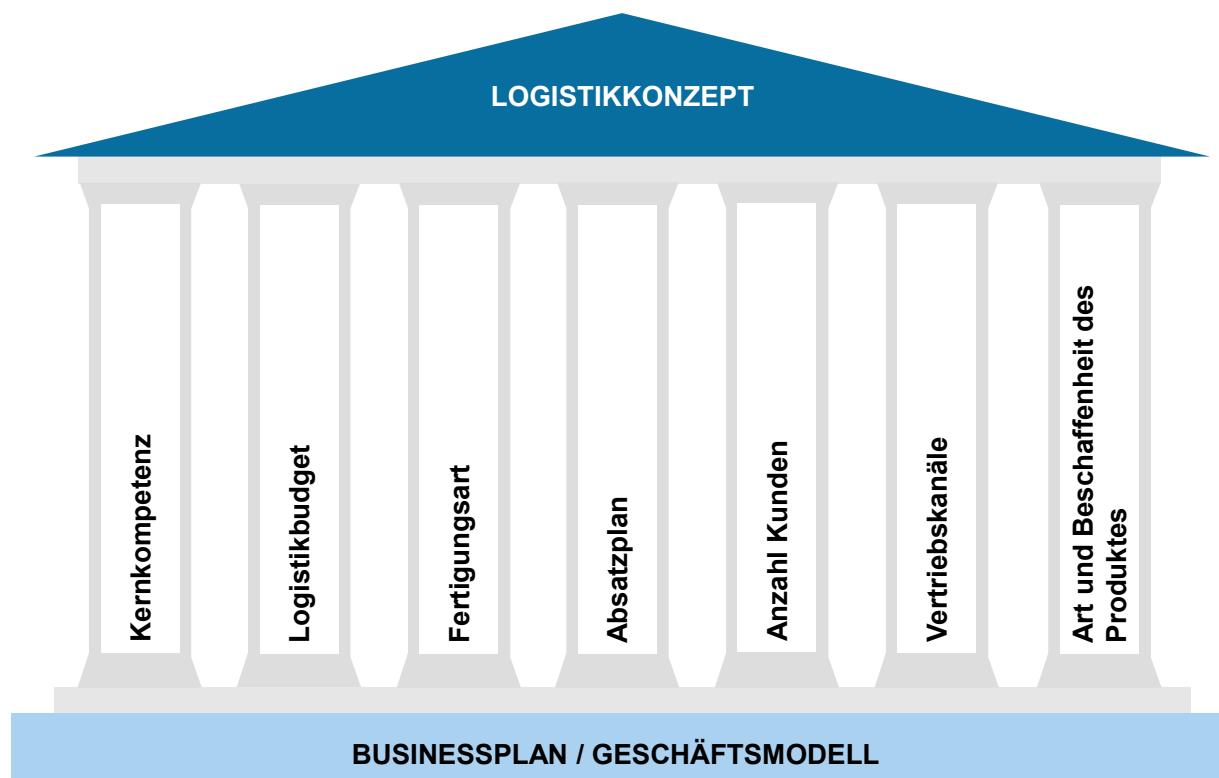 LOGISTIKKONZEPT
Kernkompetenz
Logistikbudget
Fertigungsart
Absatzplan
Anzahl Kunden
Vertriebskanäle
Art und Beschaffenheit des
Produktes
BUSINESSPLAN / GESCHÄFTSMODELL